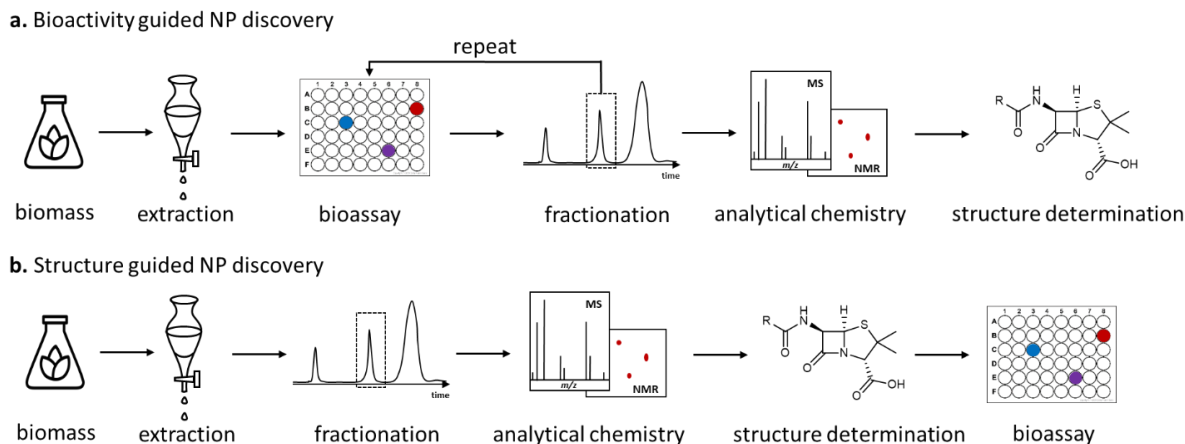 a. Bioactivity guided NP discovery
repeat
1 2 3 4 5 6 7 8
A
B
C
D
E
F
time
MS
m/z
NMR
R
O
H
N
H
S
N
O
O
OH
biomass
extraction
bioassay
fractionation
analytical chemistry
structure determination
b. Structure guided NP discovery
time
MS
m/z
NMR
R
O
H
N
H
S
N
O
O
OH
1 2 3 4 5 6 7 8
A
B
C
D
E
F
biomass
extraction
fractionation
analytical chemistry
structure determination
bioassay